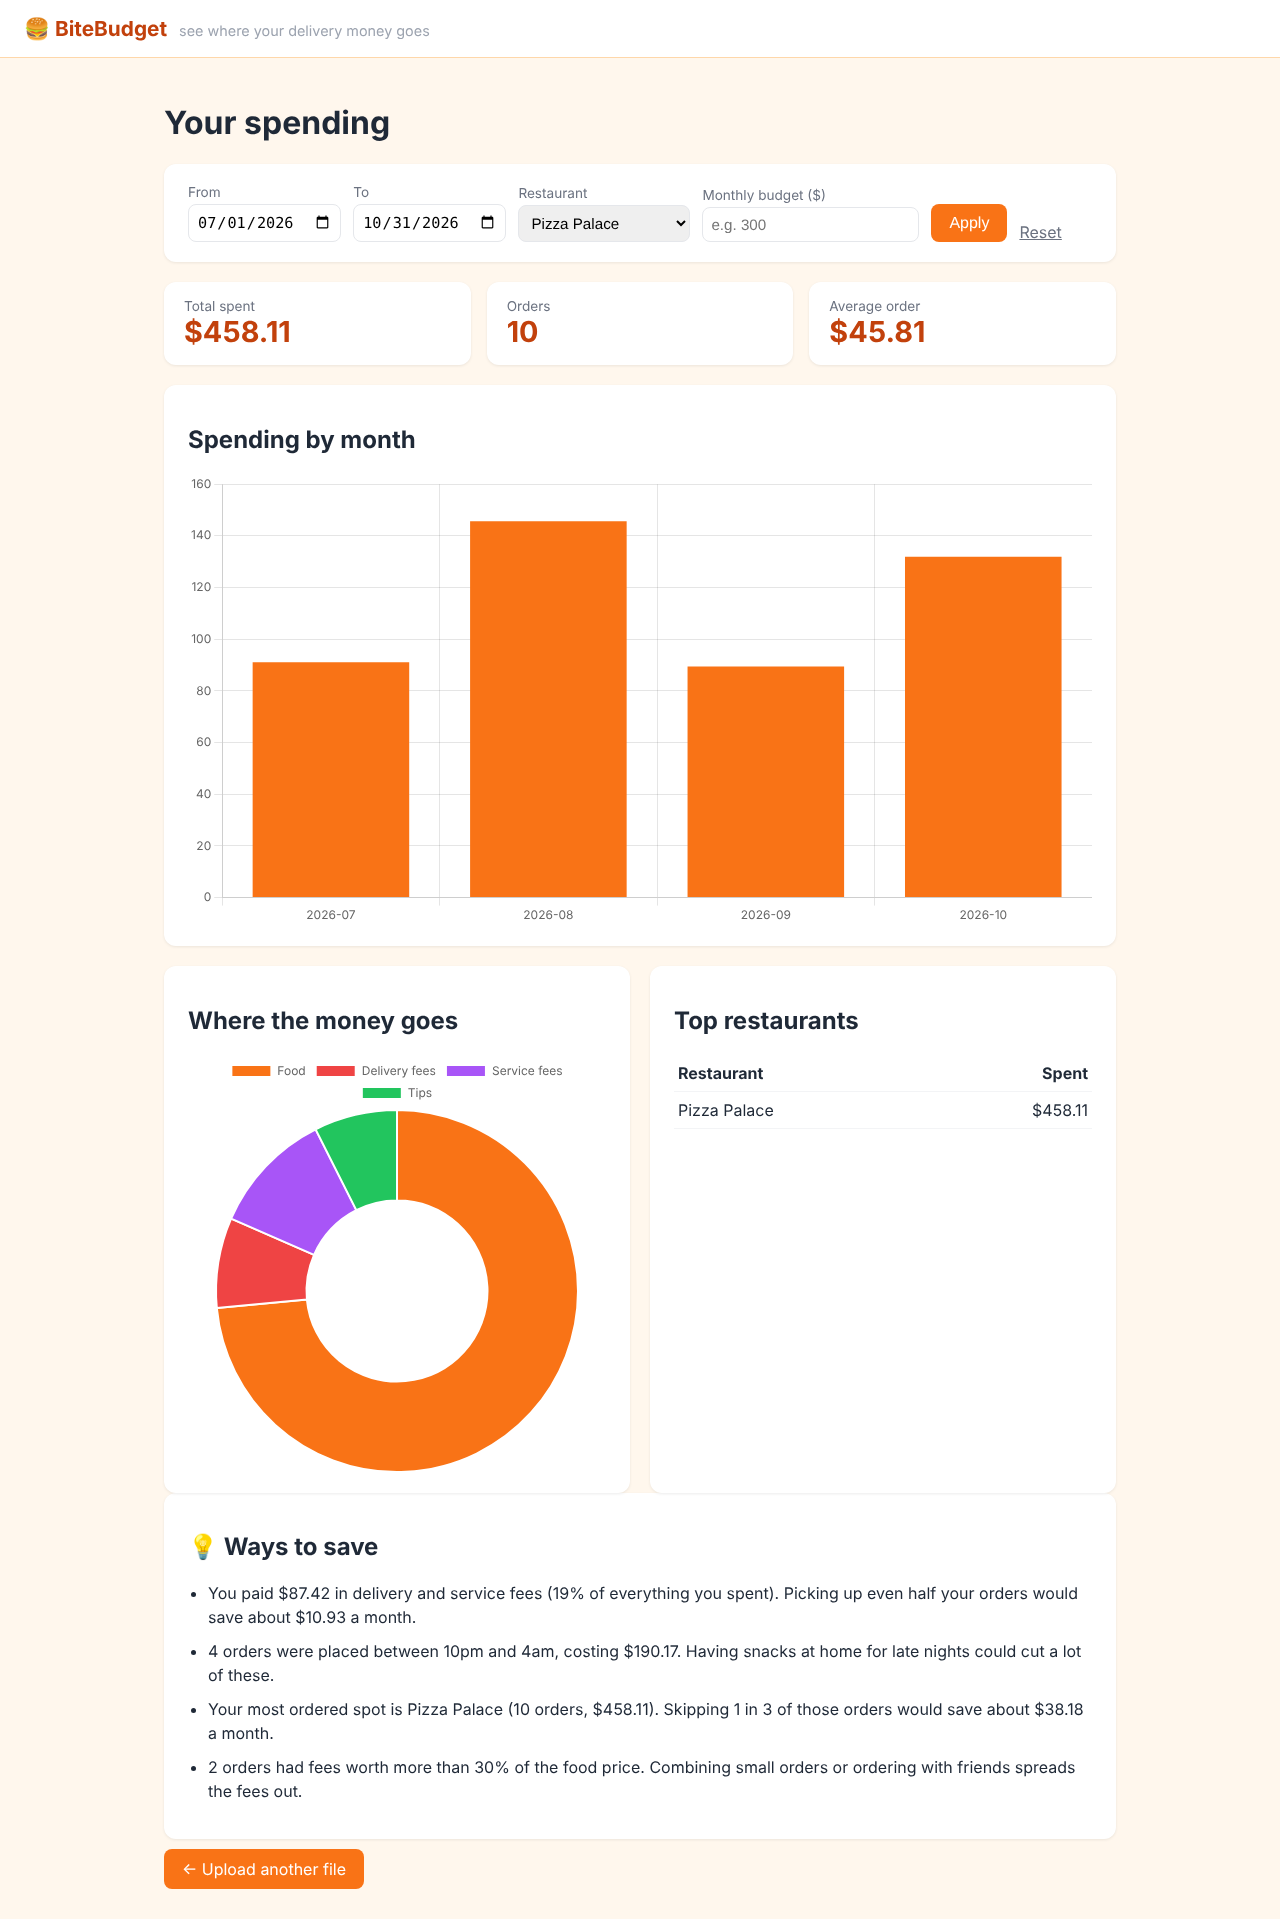 🍔 BiteBudget see where your delivery money goes
Your spending
From To Restaurant Monthly budget ($)
07/01/2026 10/31/2026 Pizza Palace e.g. 300 Apply Reset
Total spent Orders Average order
$458.11 10 $45.81
Spending by month
160
140
120
100
80
60
40
20
0
2026-07 2026-08 2026-09 2026-10
Where the money goes
Food Delivery fees Service fees
Tips
Top restaurants
Restaurant Spent
Pizza Palace $458.11
💡 Ways to save
• You paid $87.42 in delivery and service fees (19% of everything you spent). Picking up even half your orders would
save about $10.93 a month.
• 4 orders were placed between 10pm and 4am, costing $190.17. Having snacks at home for late nights could cut a lot
of these.
• Your most ordered spot is Pizza Palace (10 orders, $458.11). Skipping 1 in 3 of those orders would save about $38.18
a month.
• 2 orders had fees worth more than 30% of the food price. Combining small orders or ordering with friends spreads
the fees out.
← Upload another file